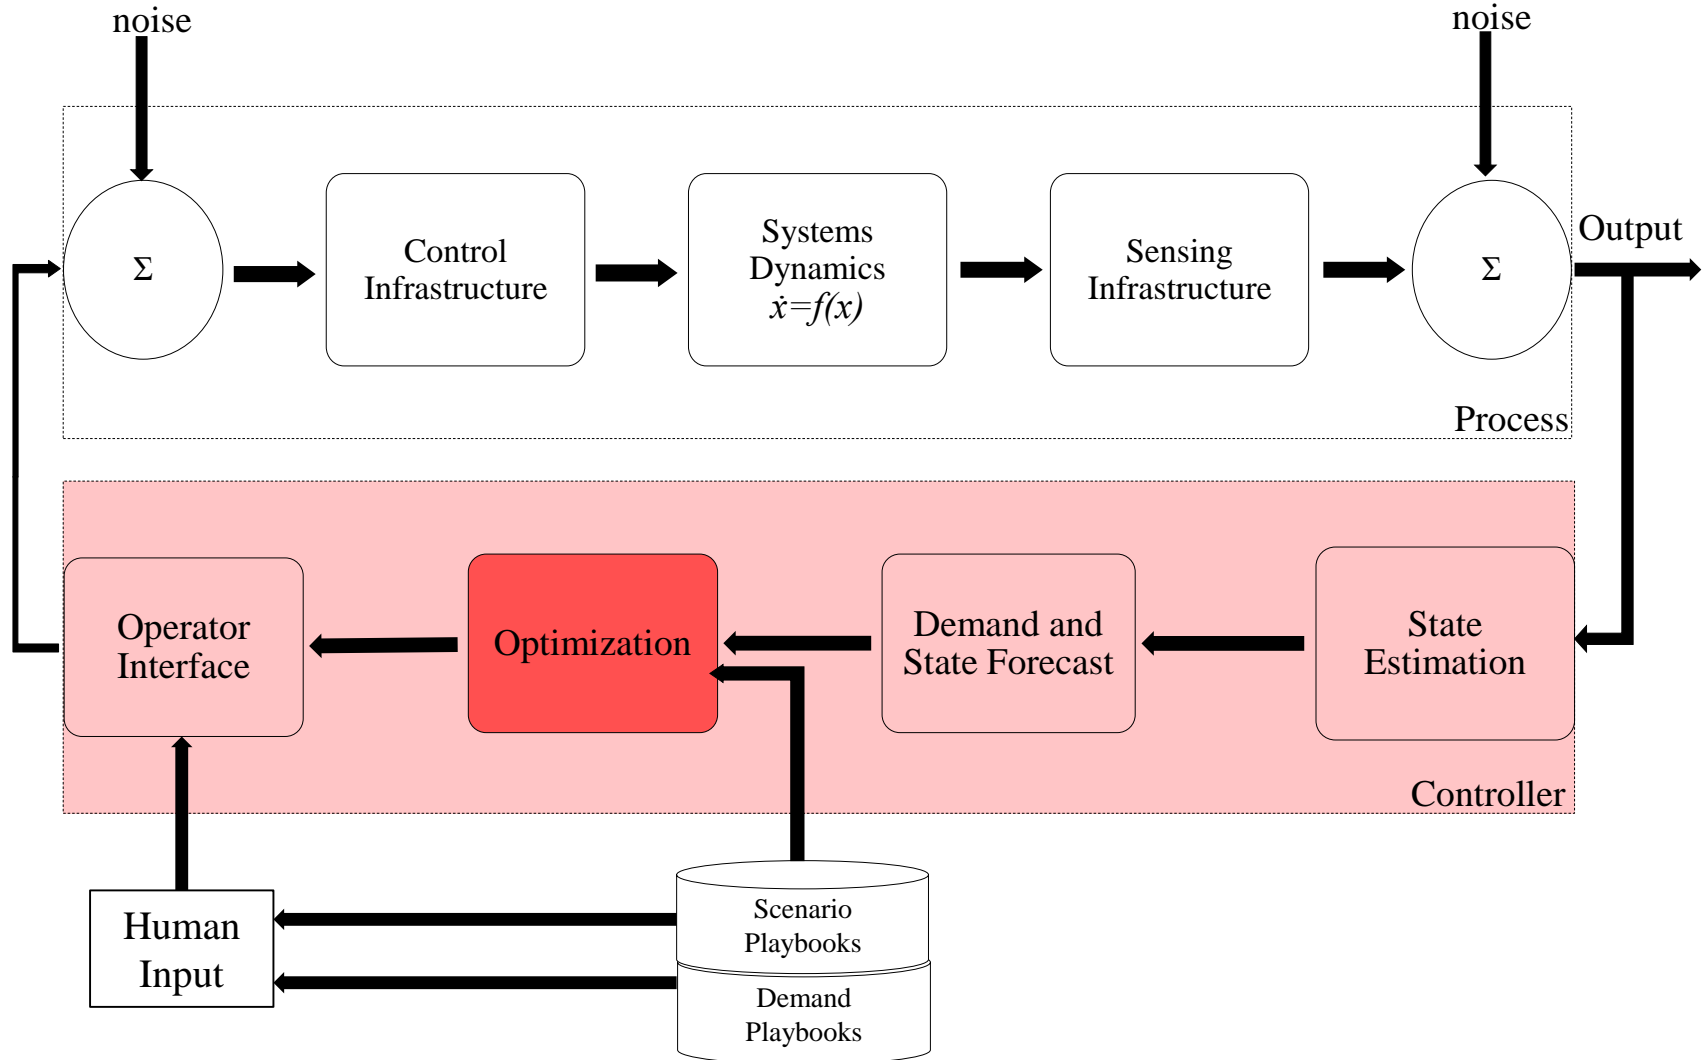 noise
noise
Σ
Control
Infrastructure
Systems
Dynamics
ẋ=f(x)
Sensing
Infrastructure
Σ
Output
Process
Operator
Interface
Optimization
Demand and
State Forecast
State
Estimation
Controller
Human
Input
Scenario
Playbooks
Demand
Playbooks